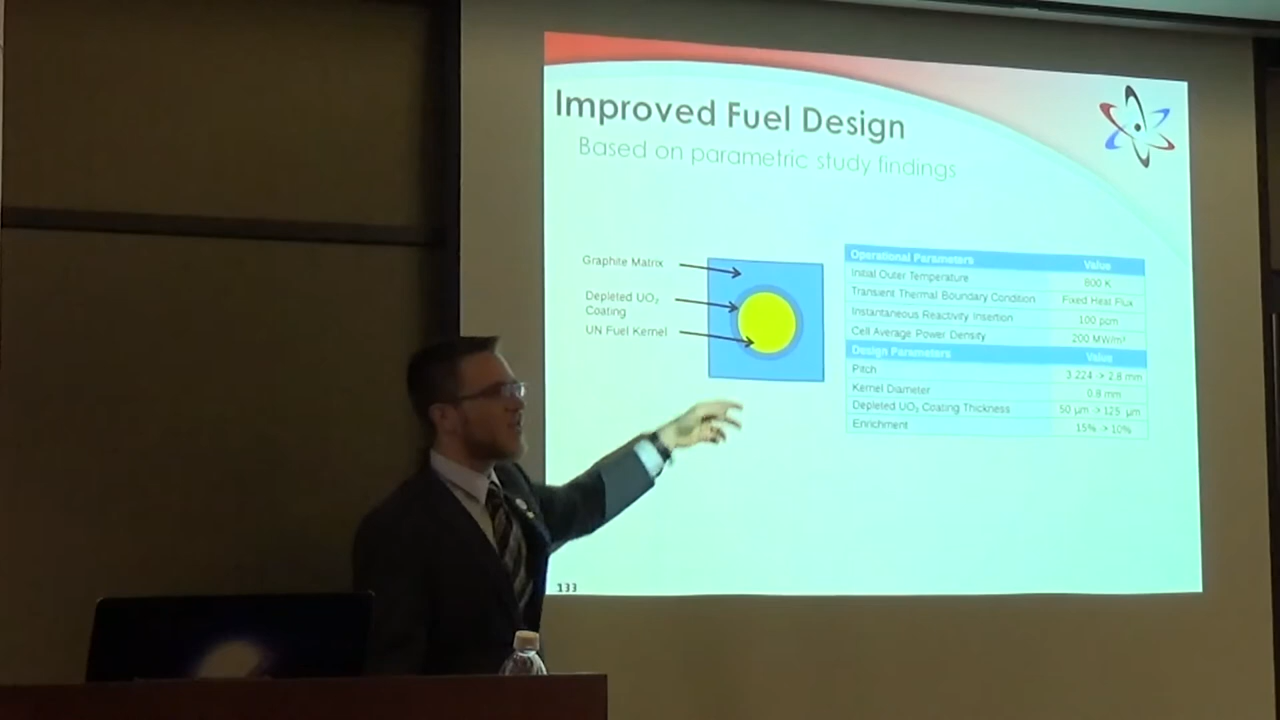 Improved Fuel Design
Based on parametric study findings
Graphite Matrix
Depleted UO₂
Coating
UN Fuel Kernel
Operational Parameters Value
Initial Outer Temperature 600 K
Transient Thermal Boundary Condition Fixed Heat Flux
Instantaneous Reactivity Insertion 100 pcm
Cell Average Power Density 200 MW/m³
Design Parameters Value
Pitch 3.224 -> 2.8 mm
Kernel Diameter 0.8 mm
Depleted UO₂ Coating Thickness 50 µm -> 125 µm
Enrichment 15% -> 10%
133